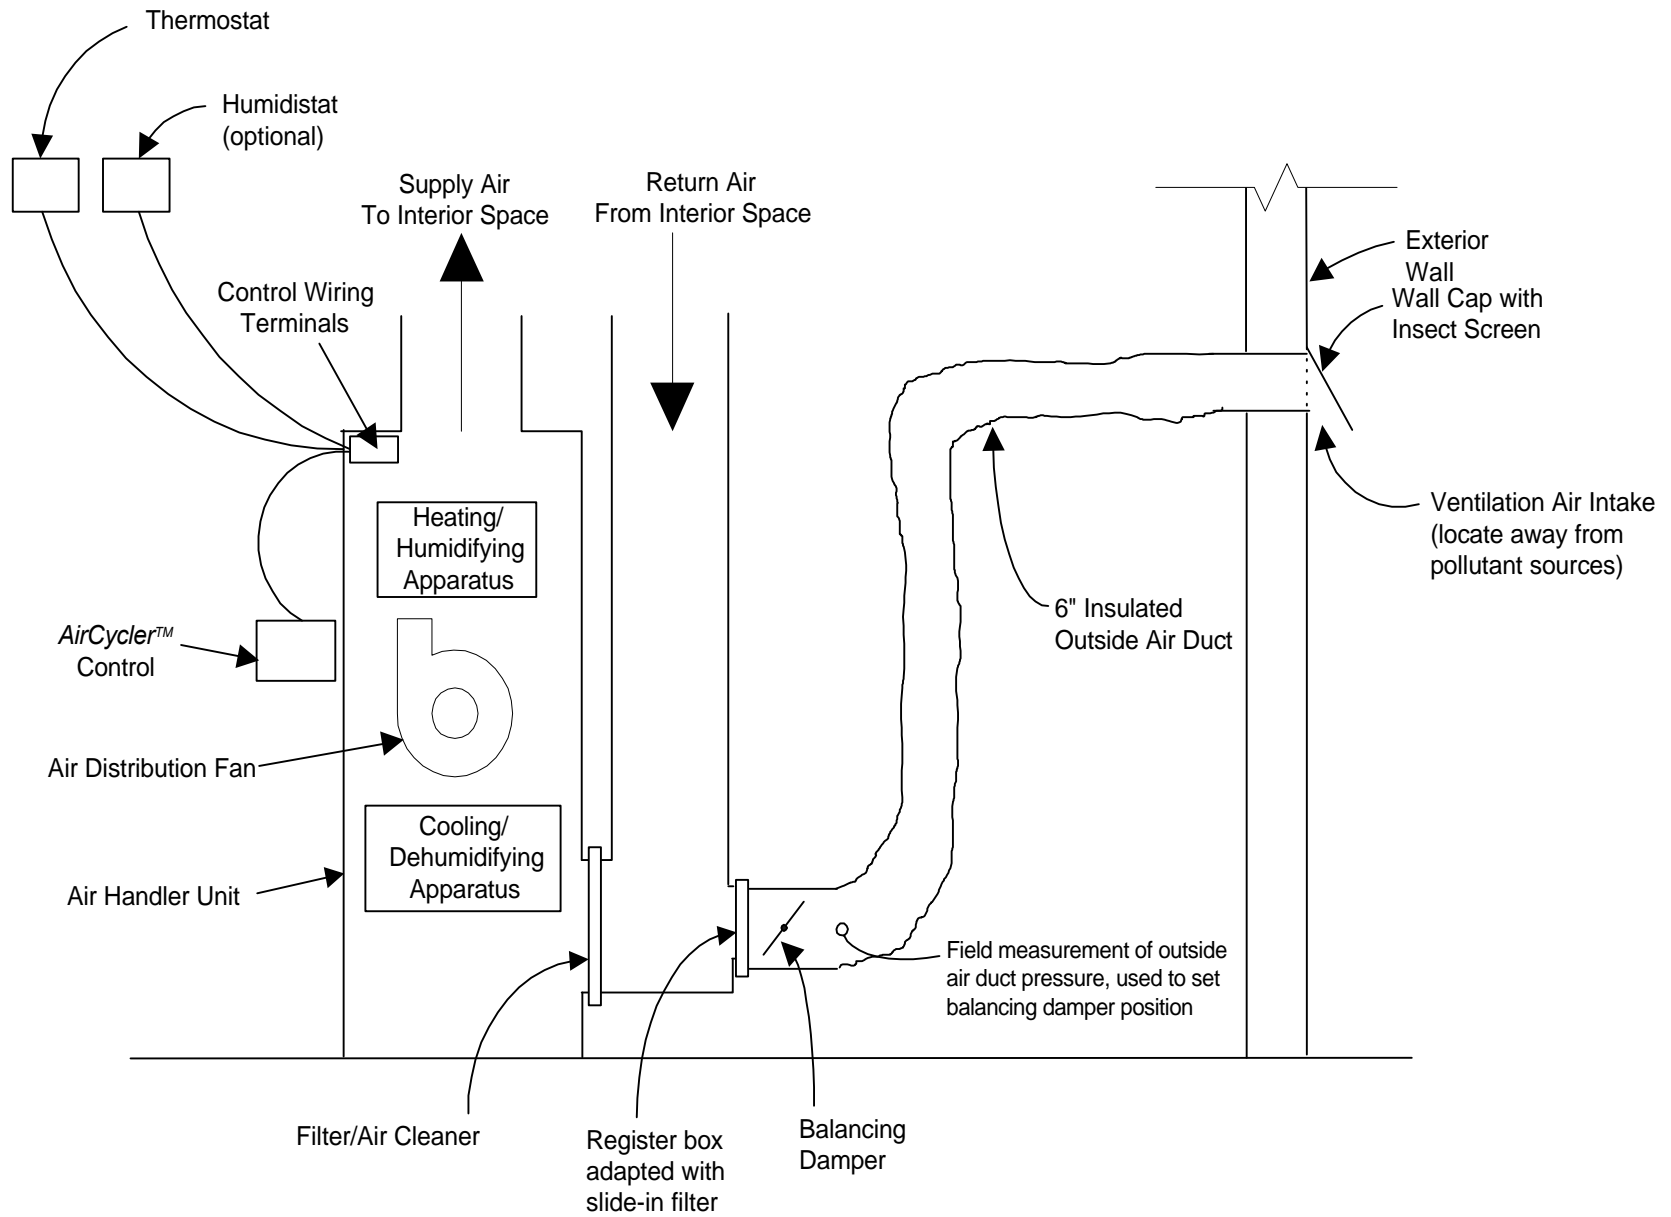 Thermostat
Humidistat
(optional)
Supply Air
To Interior Space
Return Air
From Interior Space
Control Wiring
Terminals
Exterior
Wall
Wall Cap with
Insect Screen
Ventilation Air Intake
(locate away from
pollutant sources)
Heating/
Humidifying
Apparatus
6" Insulated
Outside Air Duct
AirCycler™
Control
Air Distribution Fan
Cooling/
Dehumidifying
Apparatus
Air Handler Unit
Field measurement of outside
air duct pressure, used to set
balancing damper position
Filter/Air Cleaner
Register box
adapted with
slide-in filter
Balancing
Damper